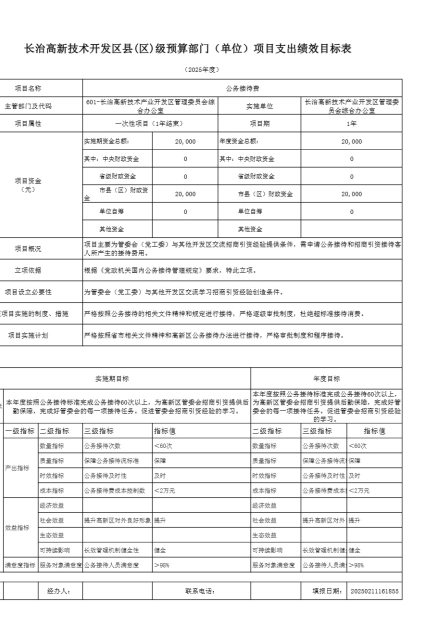 长治高新技术开发区县(区)级预算部门（单位）项目支出绩效目标表
（2025年度）
项目名称 公务接待费
主管部门及代码 601-长治高新技术产业开发区管理委员会综合办公室 实施单位 长治高新技术产业开发区管理委员会综合办公室
项目属性 一次性项目（1年结束） 项目期 1年
项目资金（元） 实施期资金总额： 20,000 年度资金总额： 20,000
其中：中央财政资金 0 其中：中央财政资金 0
省级财政资金 0 省级财政资金 0
市县（区）财政资金 20,000 市县（区）财政资金 20,000
单位自筹 0 单位自筹 0
其他资金 其他资金
项目概况 项目主要为管委会（党工委）与其他开发区交流招商引资经验提供条件，需申请公务接待和招商引资接待客人所产生的接待费用。
立项依据 根据《党政机关国内公务接待管理规定》要求，特此立项。
项目设立必要性 为管委会（党工委）与其他开发区交流学习招商引资经验创造条件。
项目实施的制度、措施 严格按照公务接待的相关文件精神和规定进行接待，严格逐级审批制度，杜绝超标准接待消费。
项目实施计划 严格按照省市相关文件精神和高新区公务接待办法进行接待，严格审批制度和程序接待。
实施期目标 年度目标
本年度按照公务接待标准完成公务接待60次以上，为高新区管委会招商引资提供后勤保障，完成好管委会的每一项接待任务，促进管委会招商引资经验的学习。 本年度按照公务接待标准完成公务接待60次以上，为高新区管委会招商引资提供后勤保障，完成好管委会的每一项接待任务，促进管委会招商引资经验的学习。
一级指标 二级指标 三级指标 指标值 二级指标 三级指标 指标值
产出指标 数量指标 公务接待次数 <60次 数量指标 公务接待次数 <60次
质量指标 保障公务接待流标准 保障 质量指标 保障公务接待流 保障
时效指标 公务接待及时性 及时 时效指标 公务接待及时性 及时
成本指标 公务接待费成本控制数 <2万元 成本指标 公务接待费成本 <2万元
效益指标 经济效益 经济效益
社会效益 提升高新区对外良好形象 提升 社会效益 提升高新区对外 提升
生态效益 生态效益
可持续影响 长效管理机制健全性 健全 可持续影响 长效管理机制健 健全
满意度指标 服务对象满意度 公务接待人员满意度 >98% 服务对象满意度 公务接待人员满 >98%
经办人： 联系电话： 填报日期： 20250211161855